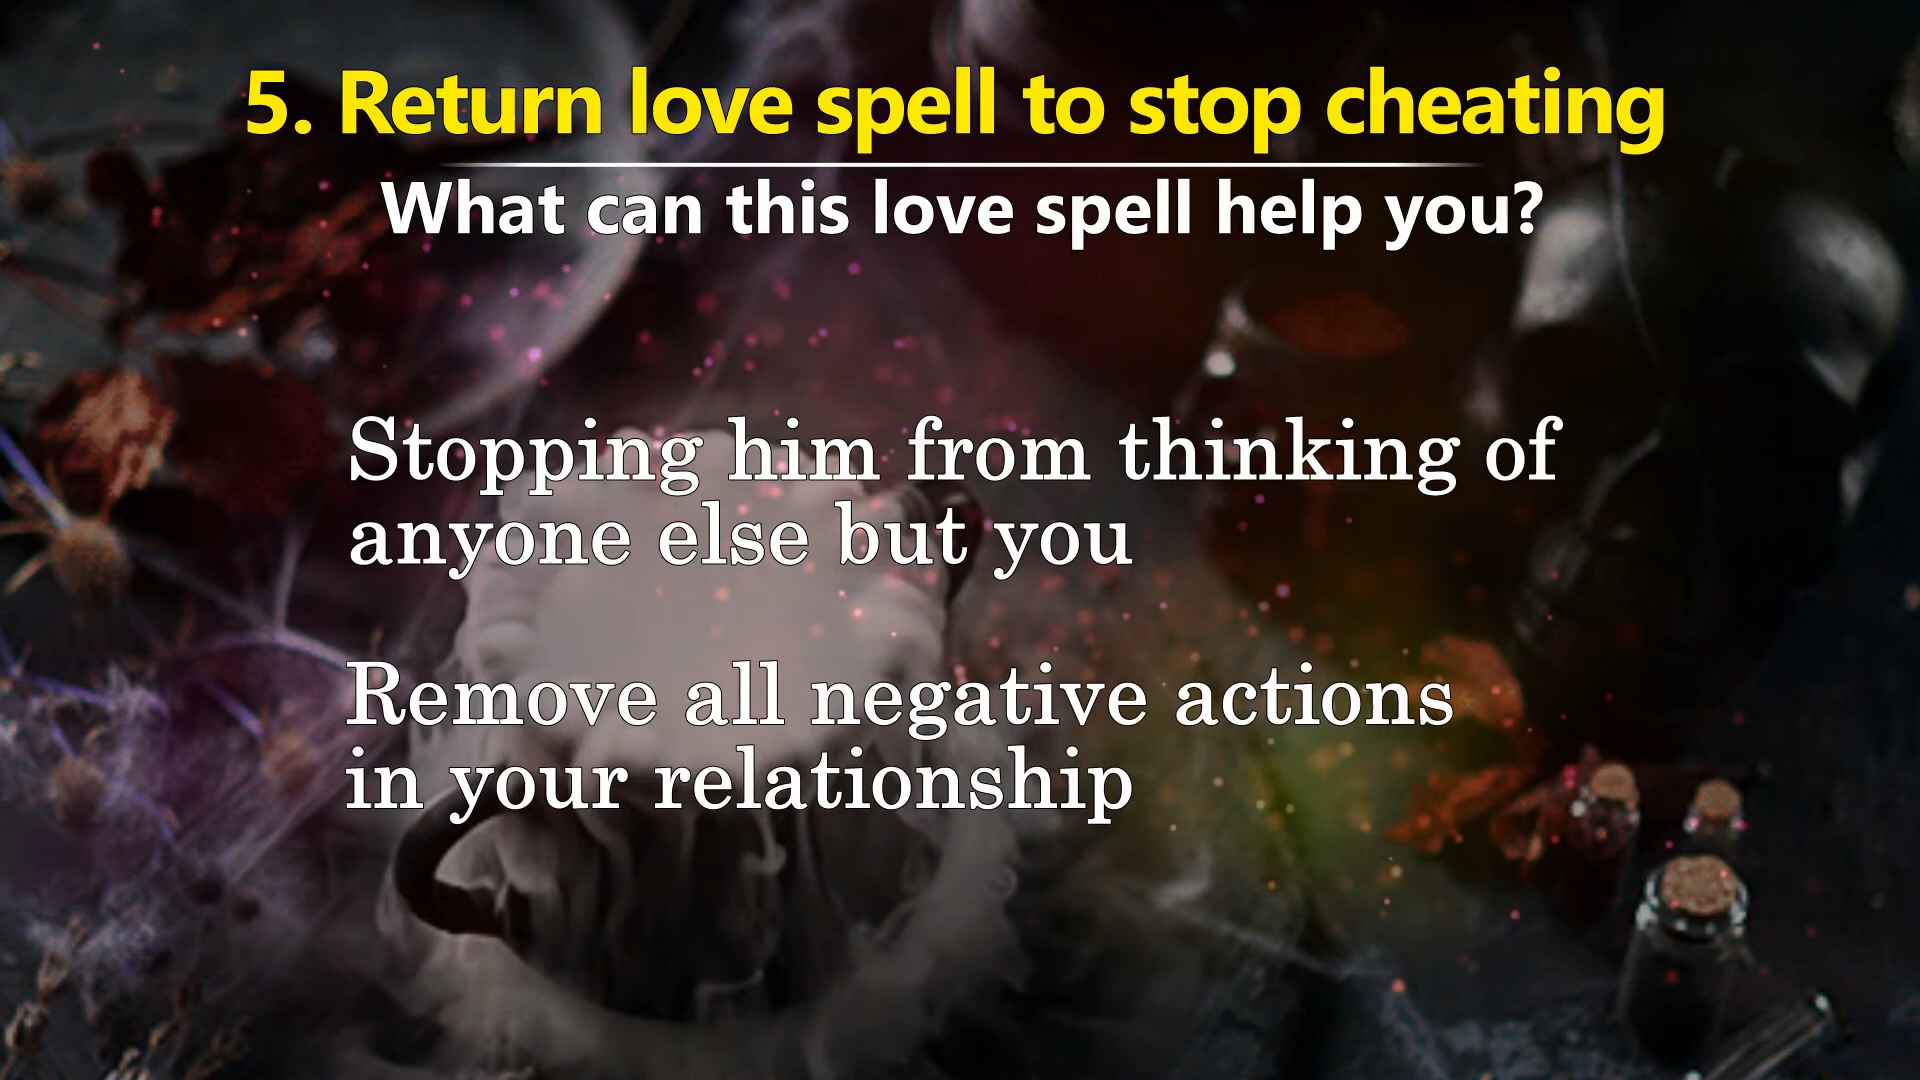 5. Return love spell to stop cheating
What can this love spell help you?
Stopping him from thinking of
anyone else but you
Remove all negative actions
in your relationship